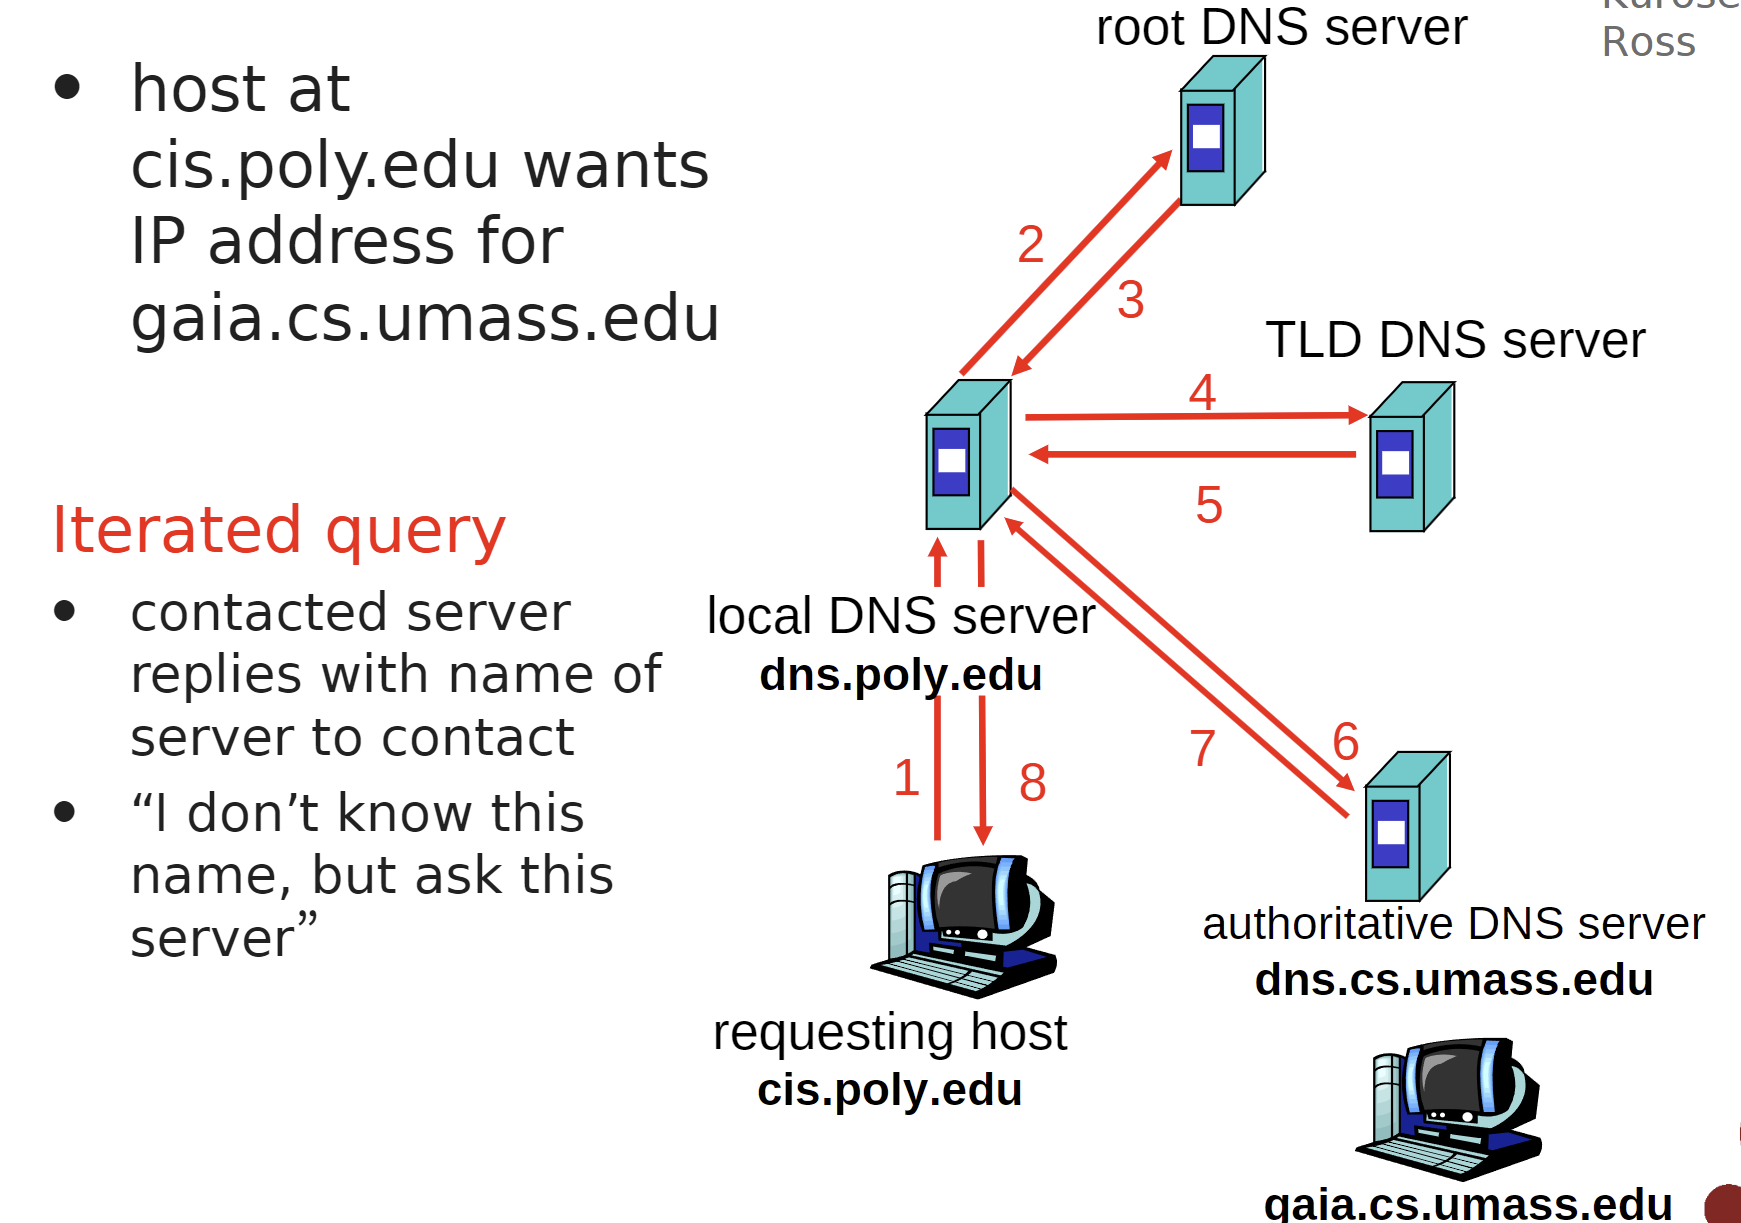 Ross
root DNS server
• host at
cis.poly.edu wants
IP address for
gaia.cs.umass.edu
2
3
TLD DNS server
4
5
Iterated query
• contacted server
replies with name of
server to contact
• “I don’t know this
name, but ask this
server”
local DNS server
dns.poly.edu
7
6
1
8
authoritative DNS server
dns.cs.umass.edu
requesting host
cis.poly.edu
gaia.cs.umass.edu